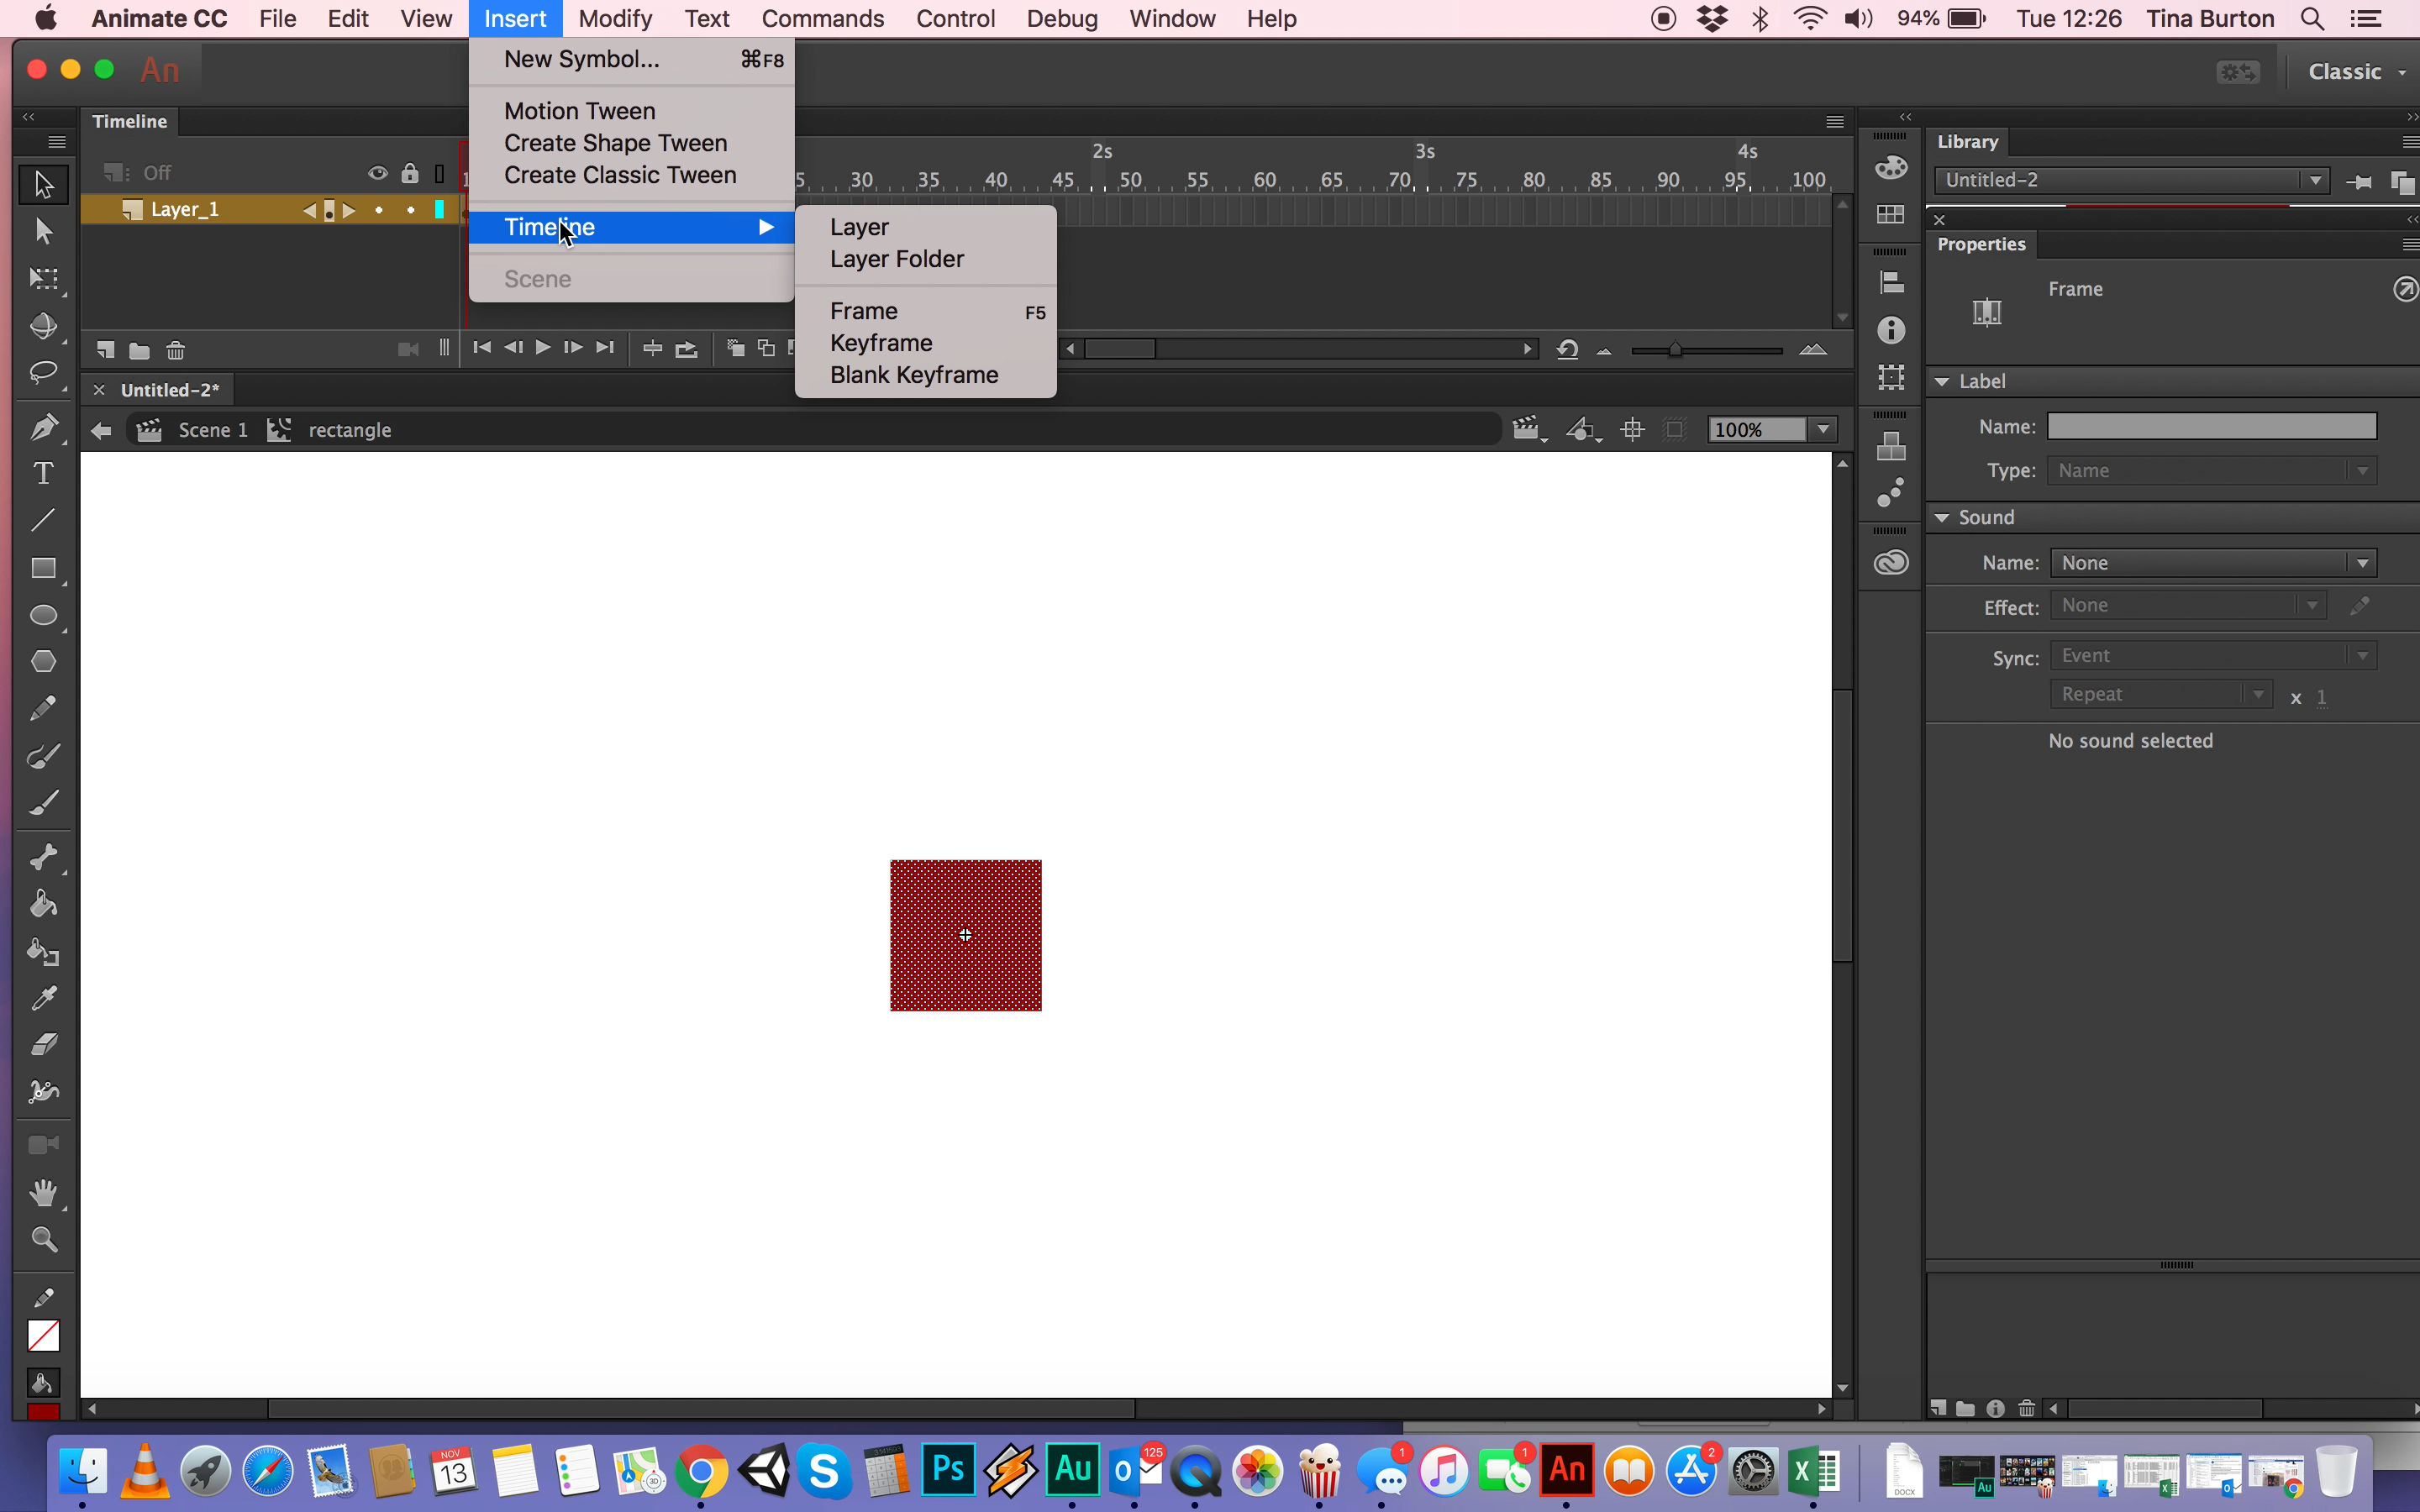 Animate CC File Edit View Insert Modify Text Commands Control Debug Window Help 94% Tue 12:26 Tina Burton
An Classic
New Symbol... ⌘F8
Motion Tween
Create Shape Tween
Create Classic Tween
Timeline
Scene
Layer
Layer Folder
Frame F5
Keyframe
Blank Keyframe
Timeline
Off
Layer_1
2s 3s 4s
5 30 35 40 45 50 55 60 65 70 75 80 85 90 95 100
Untitled-2*
Scene 1 rectangle 100%
Library
Untitled-2
Properties
Frame
Label
Name:
Type: Name
Sound
Name: None
Effect: None
Sync: Event
Repeat x 1
No sound selected
T
NOV
13
3D
S
Ps
Au
O
125
1
1
An
2
X
DOCX
Au